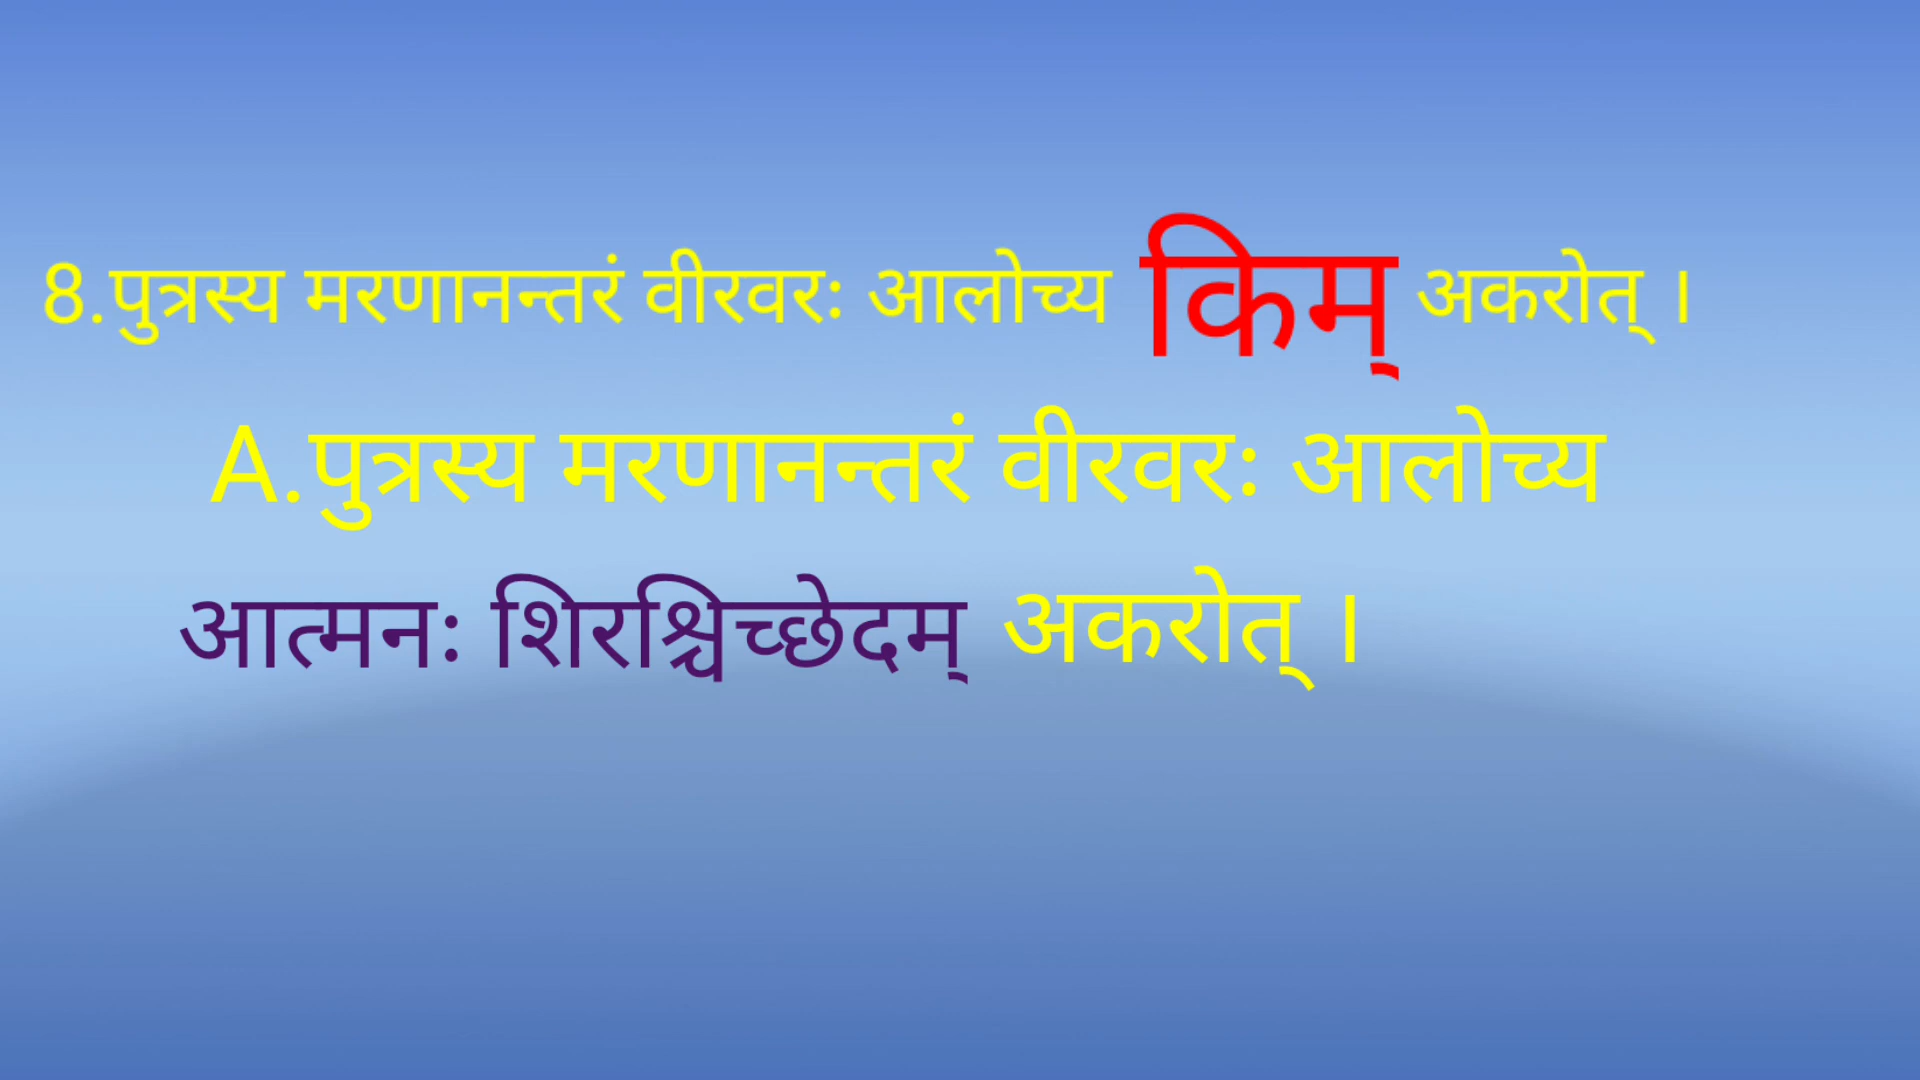 8.पुत्रस्य मरणानन्तरं वीरवरः आलोच्य किम् अकरोत् ।
A.पुत्रस्य मरणानन्तरं वीरवरः आलोच्य
आत्मनः शिरश्चिच्छेदम् अकरोत् ।